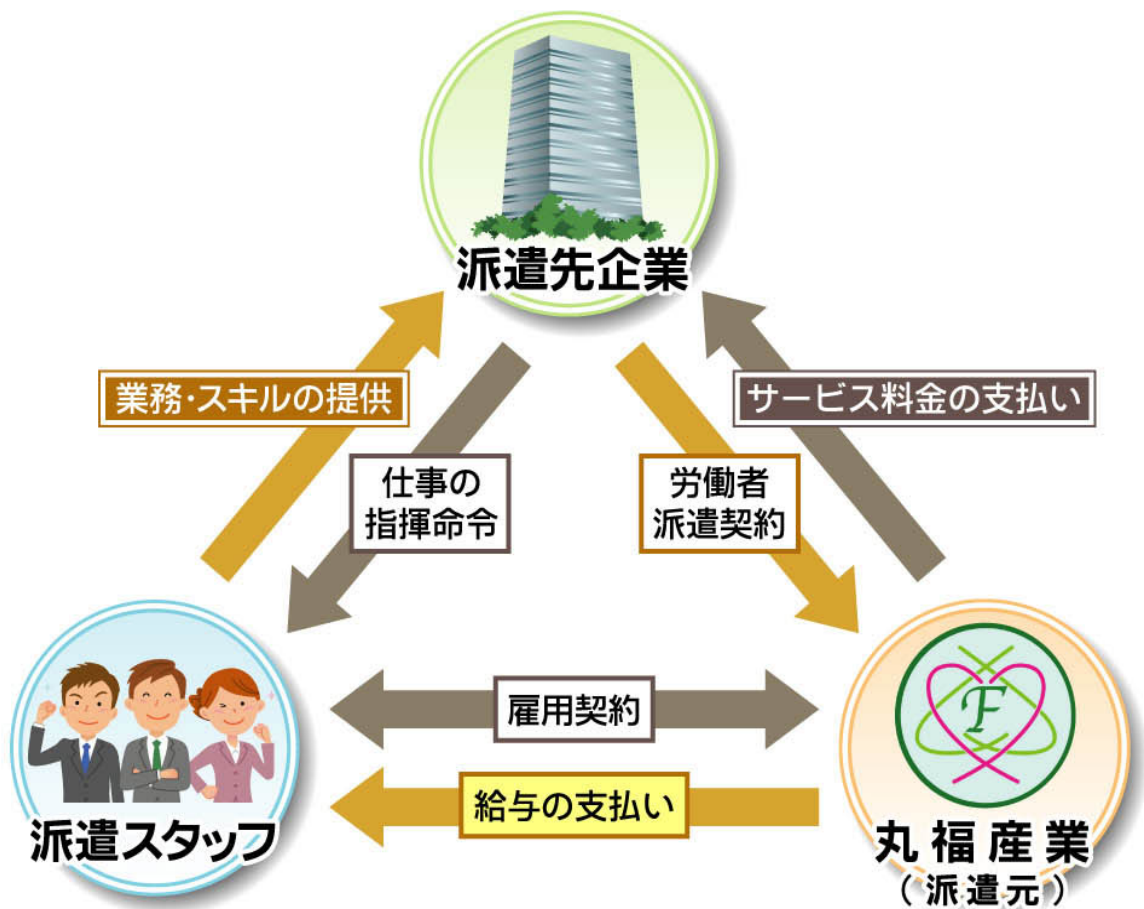 派遣先企業
業務・スキルの提供
サービス料金の支払い
仕事の
指揮命令
労働者
派遣契約
雇用契約
給与の支払い
派遣スタッフ
F
丸福産業
（派遣元）